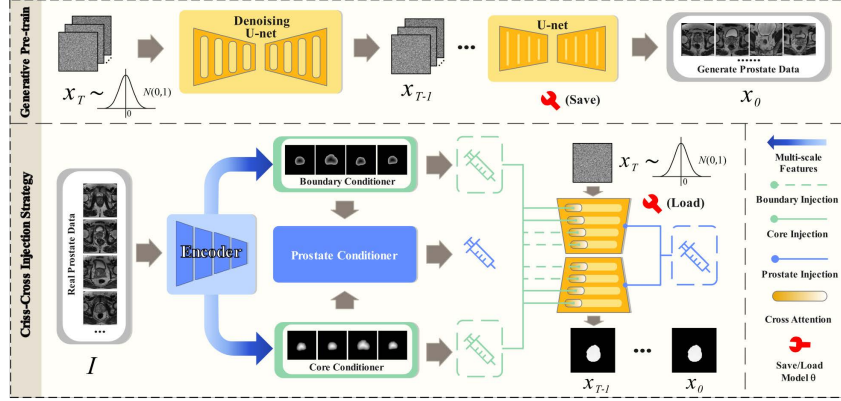 Generative Pre-train
Denoising
U-net
U-net
x_T ~
N(0,1)
0
x_{T-1}
(Save)
Generate Prostate Data
x_0
Criss-Cross Injection Strategy
Real Prostate Data
I
Encoder
Boundary Conditioner
Prostate Conditioner
Core Conditioner
x_T ~
N(0,1)
0
(Load)
x_{T-1}
x_0
Multi-scale
Features
Boundary Injection
Core Injection
Prostate Injection
Cross Attention
Save/Load
Model θ